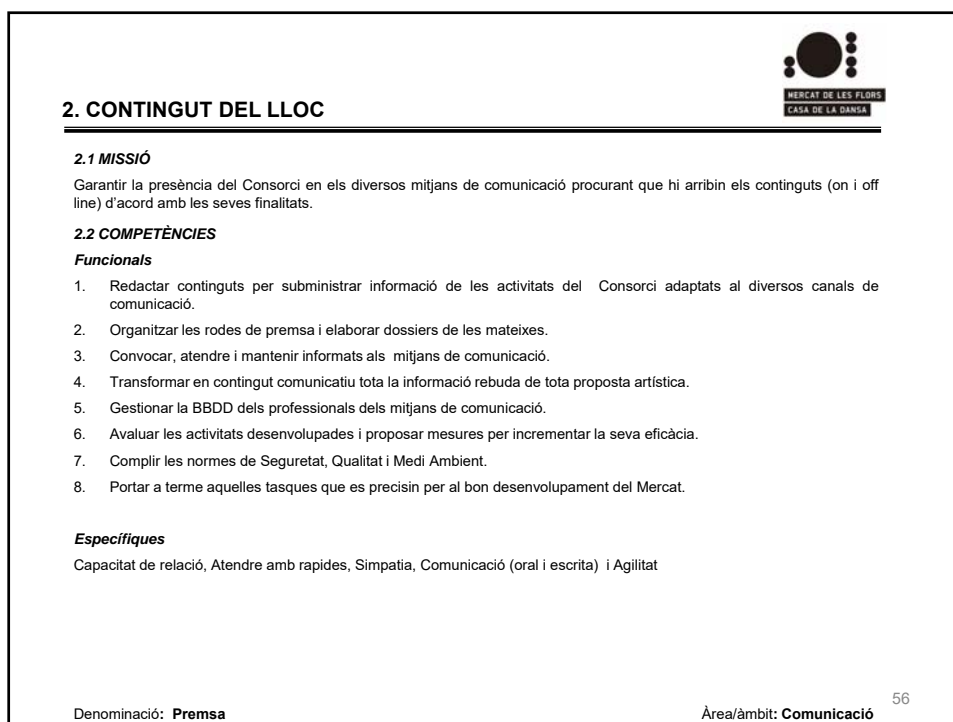 MERCAT DE LES FLORS
CASA DE LA DANSA
2. CONTINGUT DEL LLOC
2.1 MISSIÓ
Garantir la presència del Consorci en els diversos mitjans de comunicació procurant que hi arribin els continguts (on i off
line) d'acord amb les seves finalitats.
2.2 COMPETÈNCIES
Funcionals
1. Redactar continguts per subministrar informació de les activitats del Consorci adaptats al diversos canals de
comunicació.
2. Organitzar les rodes de premsa i elaborar dossiers de les mateixes.
3. Convocar, atendre i mantenir informats als mitjans de comunicació.
4. Transformar en contingut comunicatiu tota la informació rebuda de tota proposta artística.
5. Gestionar la BBDD dels professionals dels mitjans de comunicació.
6. Avaluar les activitats desenvolupades i proposar mesures per incrementar la seva eficàcia.
7. Complir les normes de Seguretat, Qualitat i Medi Ambient.
8. Portar a terme aquelles tasques que es precisin per al bon desenvolupament del Mercat.
Específiques
Capacitat de relació, Atendre amb rapides, Simpatia, Comunicació (oral i escrita) i Agilitat
56
Denominació: Premsa Àrea/àmbit: Comunicació